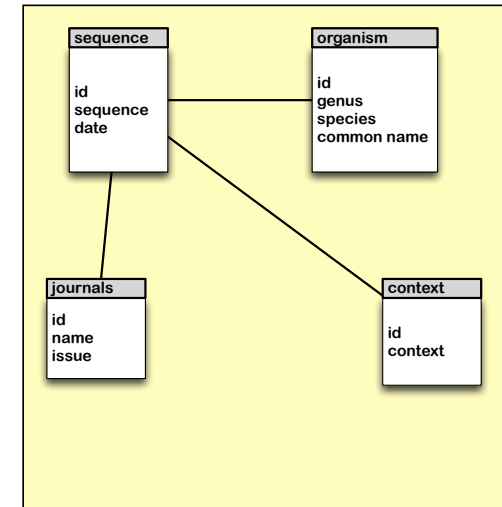 sequence
id
sequence
date
organism
id
genus
species
common name
journals
id
name
issue
context
id
context